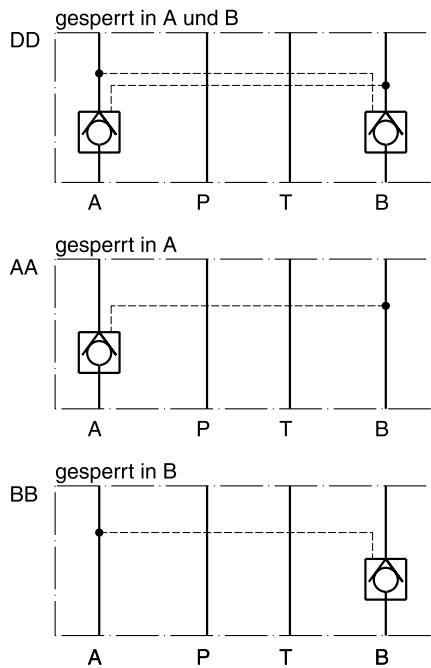 gesperrt in A und B
DD
A P T B
gesperrt in A
AA
A P T B
gesperrt in B
BB
A P T B